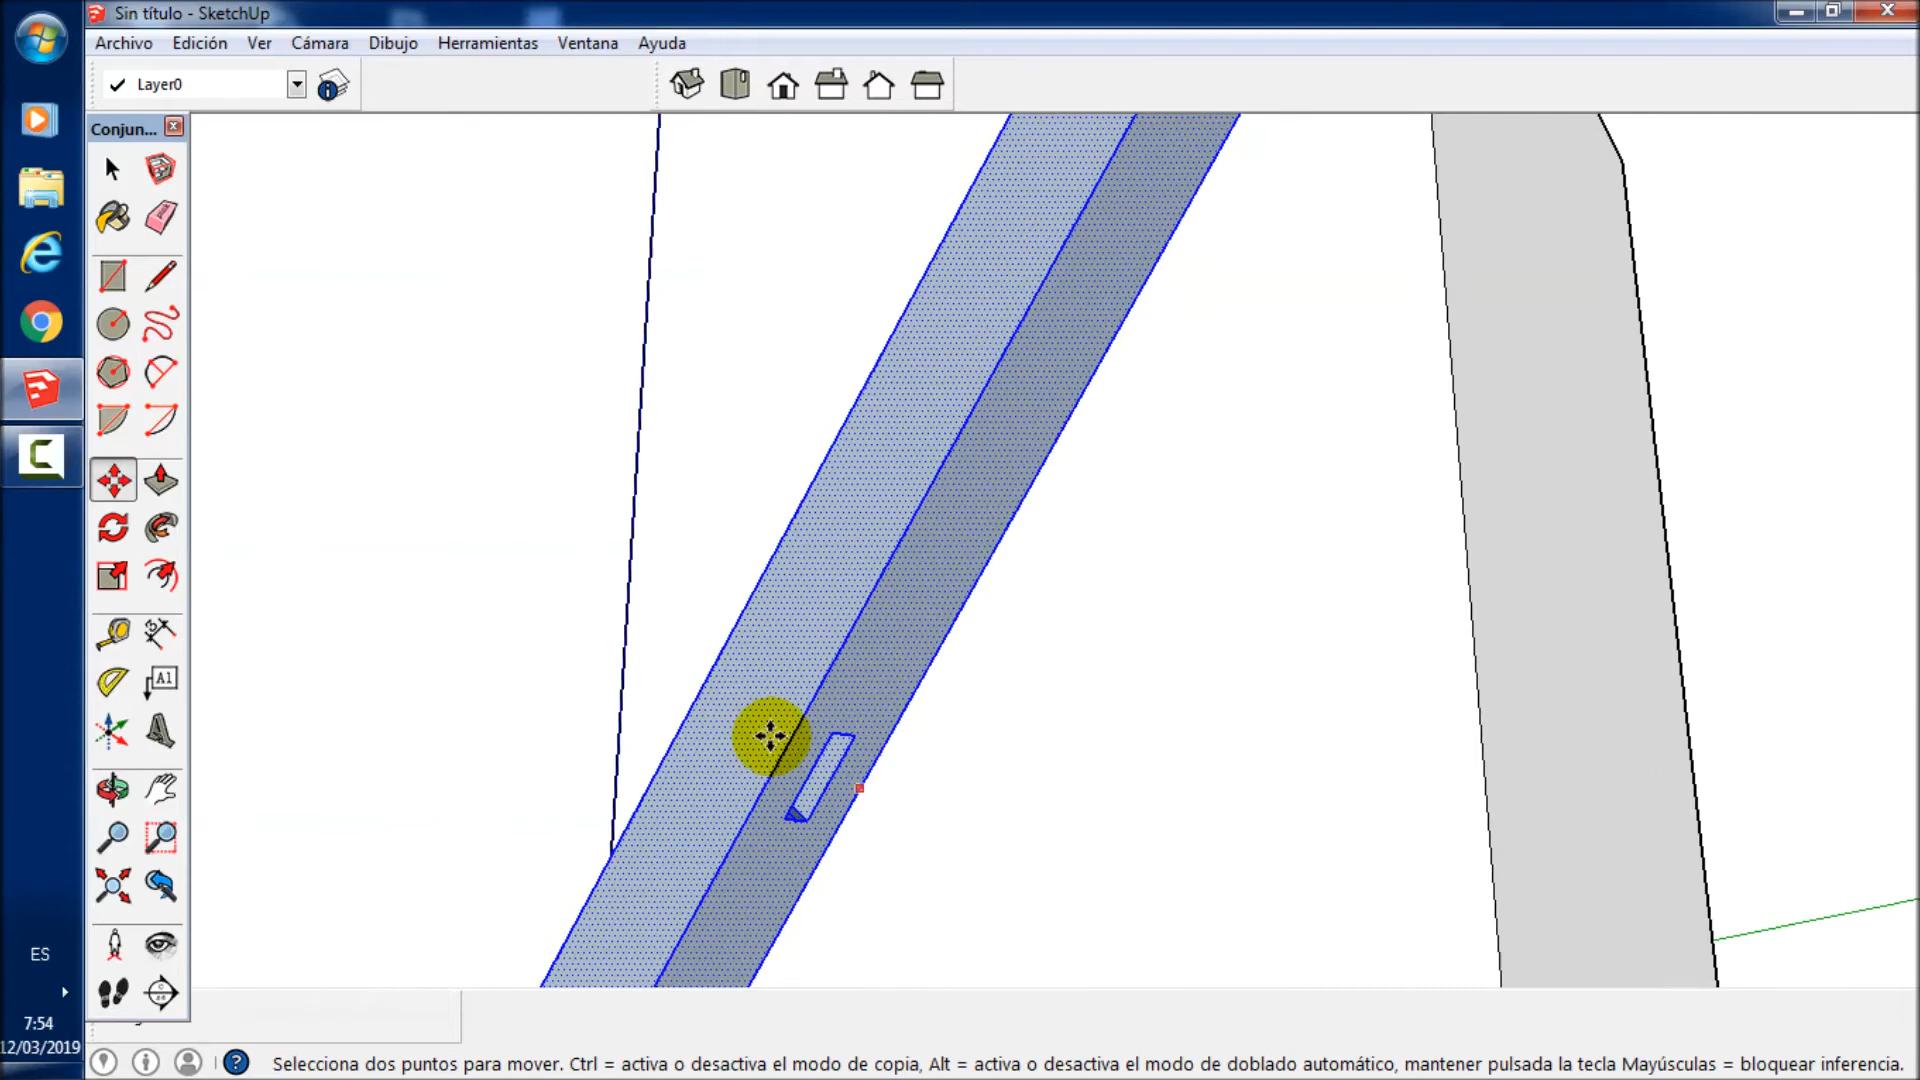 Sin título - SketchUp
Archivo Edición Ver Cámara Dibujo Herramientas Ventana Ayuda
Layer0
Conjun...
A1
ES
7:54
12/03/2019
Selecciona dos puntos para mover. Ctrl = activa o desactiva el modo de copia, Alt = activa o desactiva el modo de doblado automático, mantener pulsada la tecla Mayúsculas = bloquear inferencia.